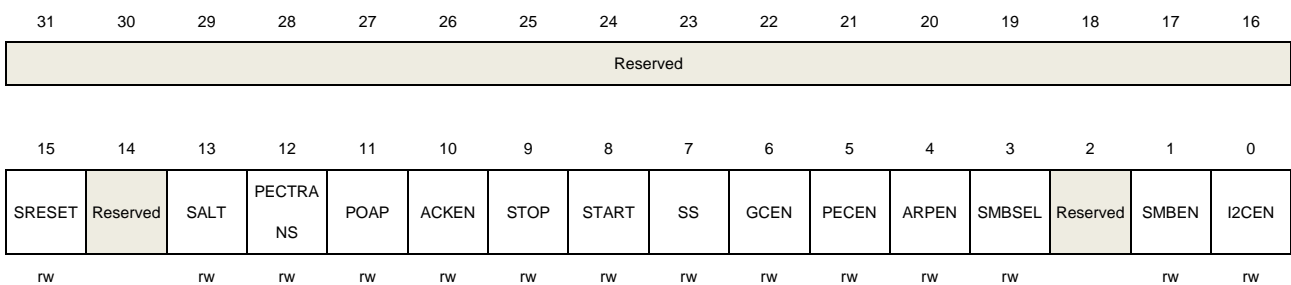 31 30 29 28 27 26 25 24 23 22 21 20 19 18 17 16
Reserved
15 14 13 12 11 10 9 8 7 6 5 4 3 2 1 0
SRESET Reserved SALT PECTRA NS POAP ACKEN STOP START SS GCEN PECEN ARPEN SMBSEL Reserved SMBEN I2CEN
rw rw rw rw rw rw rw rw rw rw rw rw rw rw